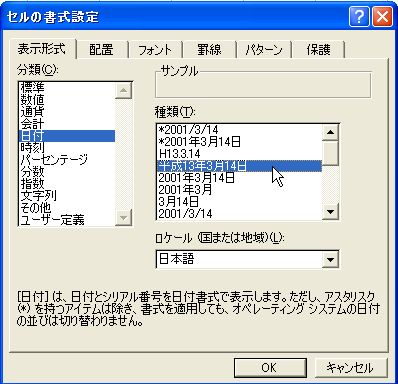 セルの書式設定
表示形式 配置 フォント 罫線 パターン 保護
分類(C):
標準
数値
通貨
会計
日付
時刻
パーセンテージ
分数
指数
文字列
その他
ユーザー定義
サンプル
種類(T):
*2001/3/14
*2001年3月14日
H13.3.14
平成13年3月14日
2001年3月14日
2001年3月
3月14日
2001/3/14
ロケール (国または地域)(L):
日本語
[日付] は、日付とシリアル番号を日付書式で表示します。ただし、アスタリスク
(*) を持つアイテムは除き、書式を適用しても、オペレーティング システムの日付
の並びは切り替わりません。
OK キャンセル